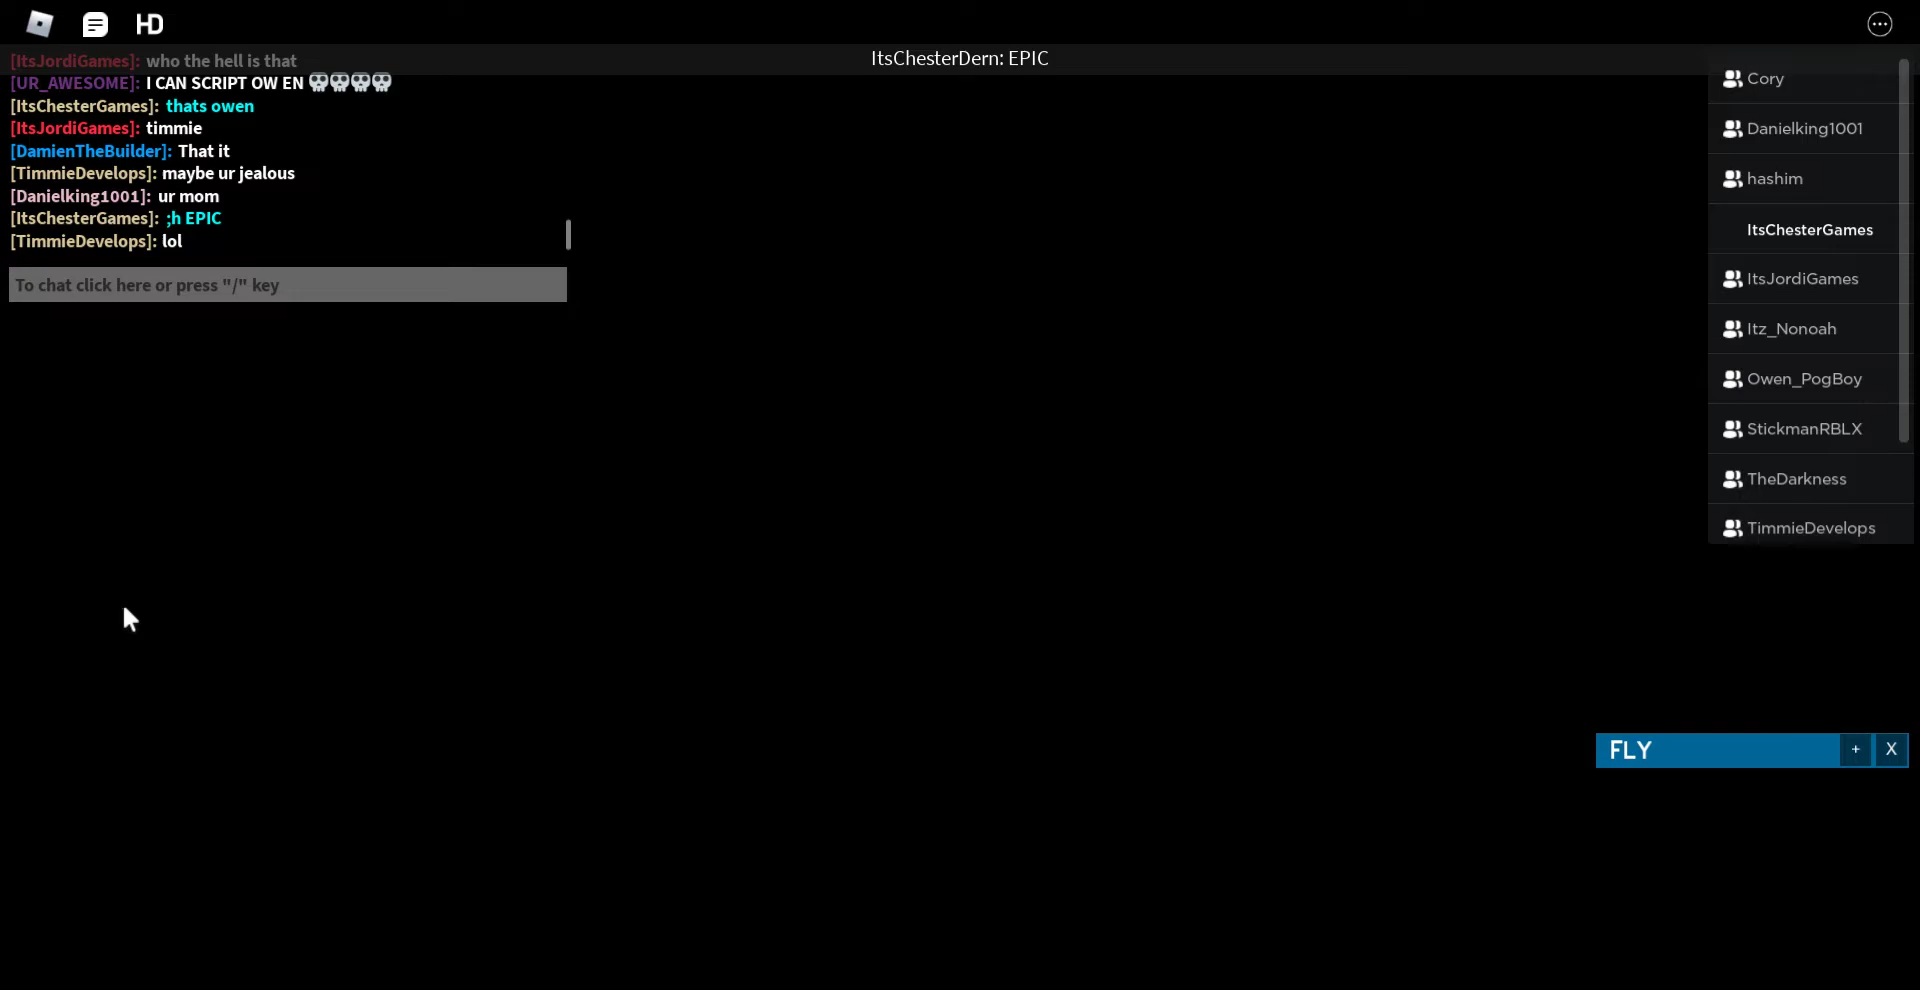 HD
ItsChesterDern: EPIC
[ItsJordiGames]: who the hell is that
[UR_AWESOME]: I CAN SCRIPT OW EN 💀💀💀💀
[ItsChesterGames]: thats owen
[ItsJordiGames]: timmie
[DamienTheBuilder]: That it
[TimmieDevelops]: maybe ur jealous
[Danielking1001]: ur mom
[ItsChesterGames]: ;h EPIC
[TimmieDevelops]: lol
To chat click here or press "/" key
Cory
Danielking1001
hashim
ItsChesterGames
ItsJordiGames
Itz_Nonoah
Owen_PogBoy
StickmanRBLX
TheDarkness
TimmieDevelops
FLY + X